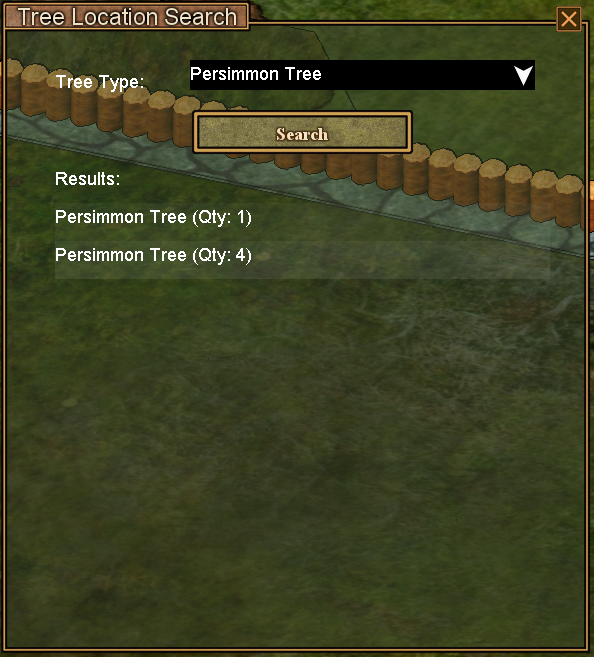 Tree Location Search
Tree Type:
Persimmon Tree
Search
Results:
Persimmon Tree (Qty: 1)
Persimmon Tree (Qty: 4)